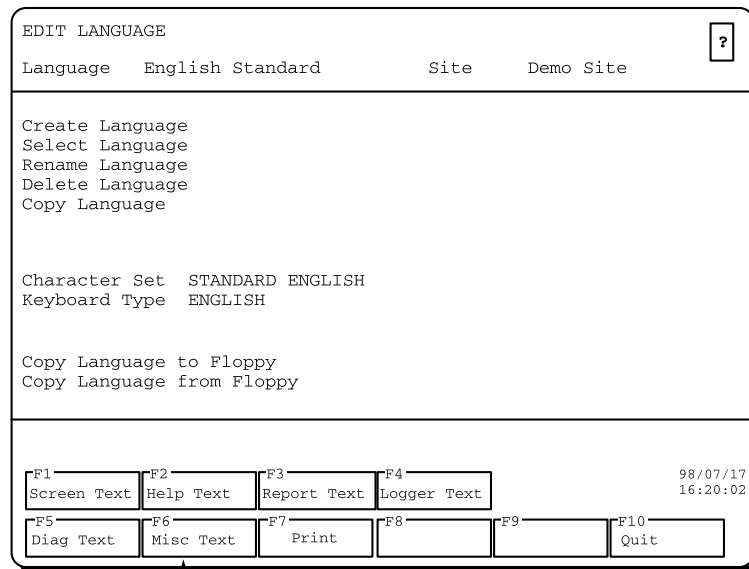 EDIT LANGUAGE
?
Language English Standard Site Demo Site
Create Language
Select Language
Rename Language
Delete Language
Copy Language
Character Set STANDARD ENGLISH
Keyboard Type ENGLISH
Copy Language to Floppy
Copy Language from Floppy
F1 F2 F3 F4 98/07/17
Screen Text Help Text Report Text Logger Text 16:20:02
F5 F6 F7 F8 F9 F10
Diag Text Misc Text Print Quit